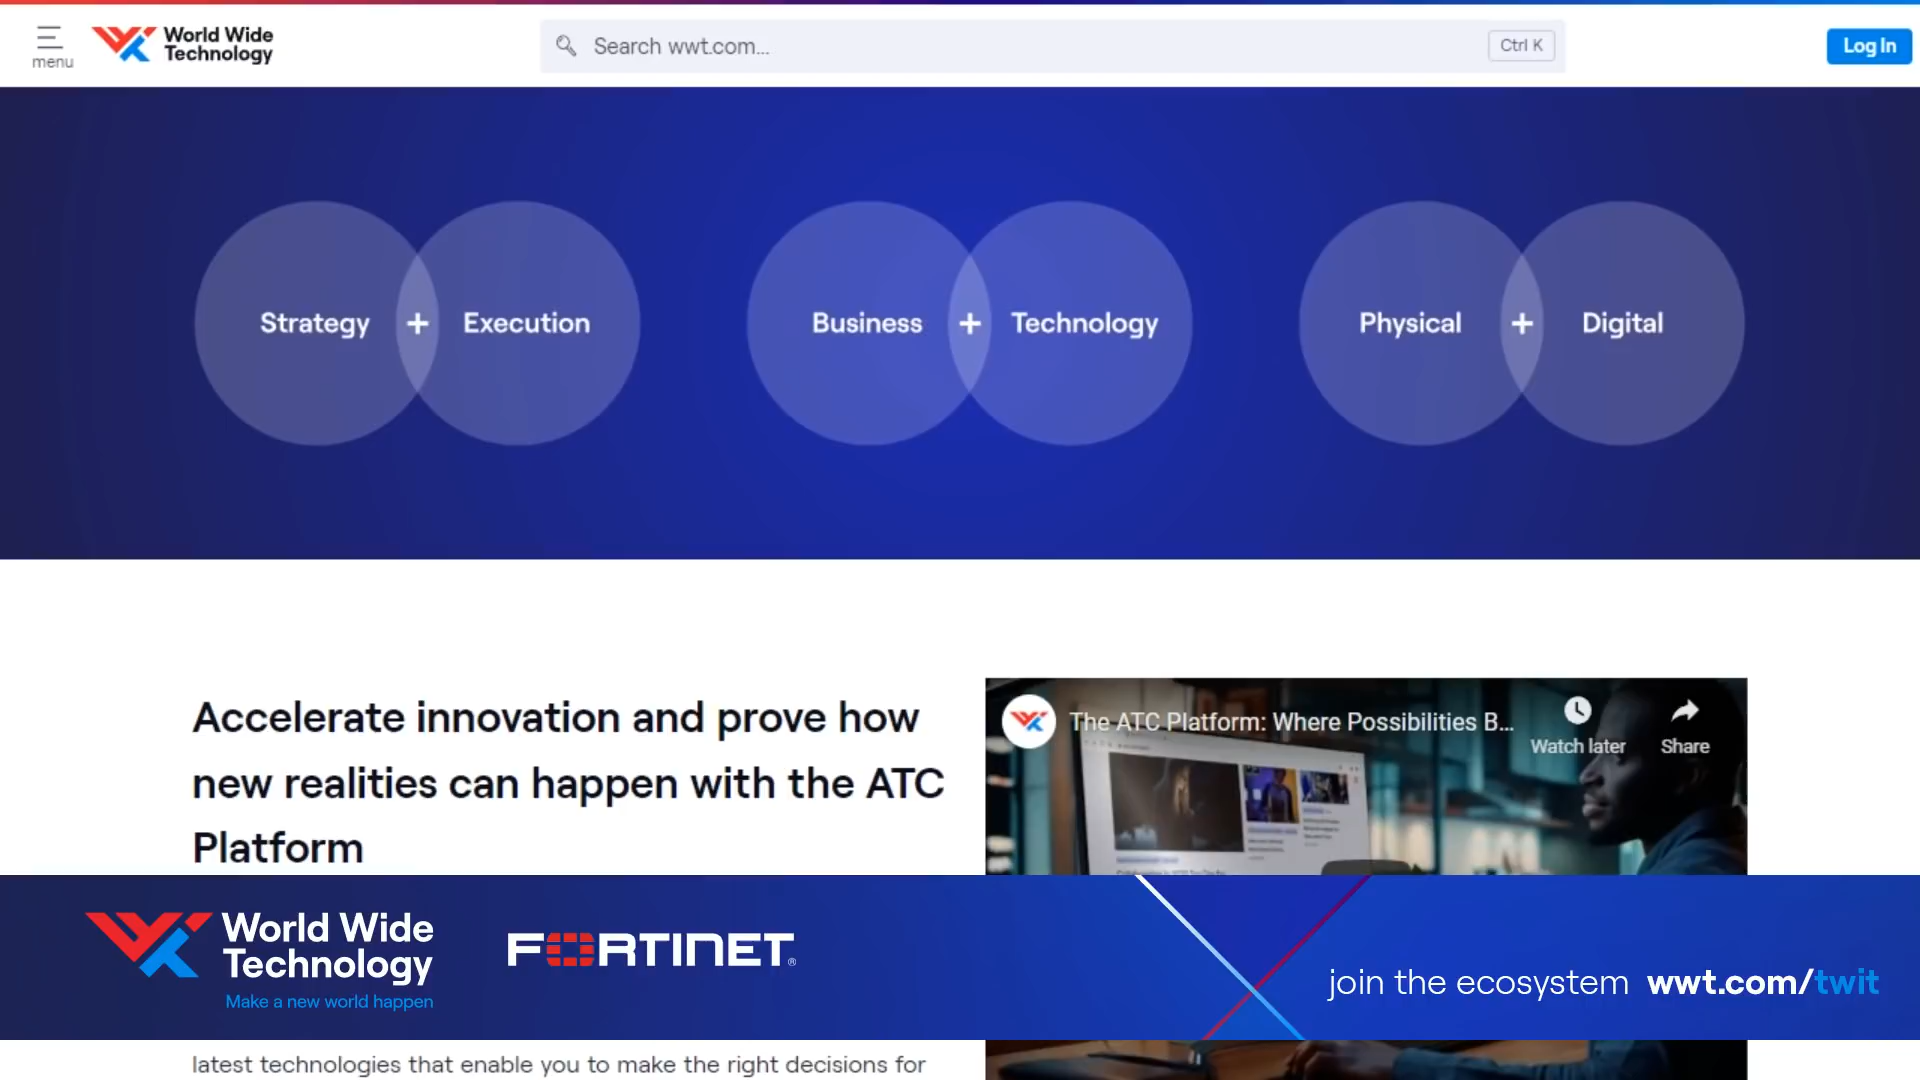 menu
World Wide
Technology
Search wwt.com...
Ctrl K
Log In
Strategy + Execution
Business + Technology
Physical + Digital
Accelerate innovation and prove how
new realities can happen with the ATC
Platform
The ATC Platform: Where Possibilities B...
Watch later
Share
World Wide
Technology
Make a new world happen
FORTINET®
join the ecosystem wwt.com/twit
latest technologies that enable you to make the right decisions for